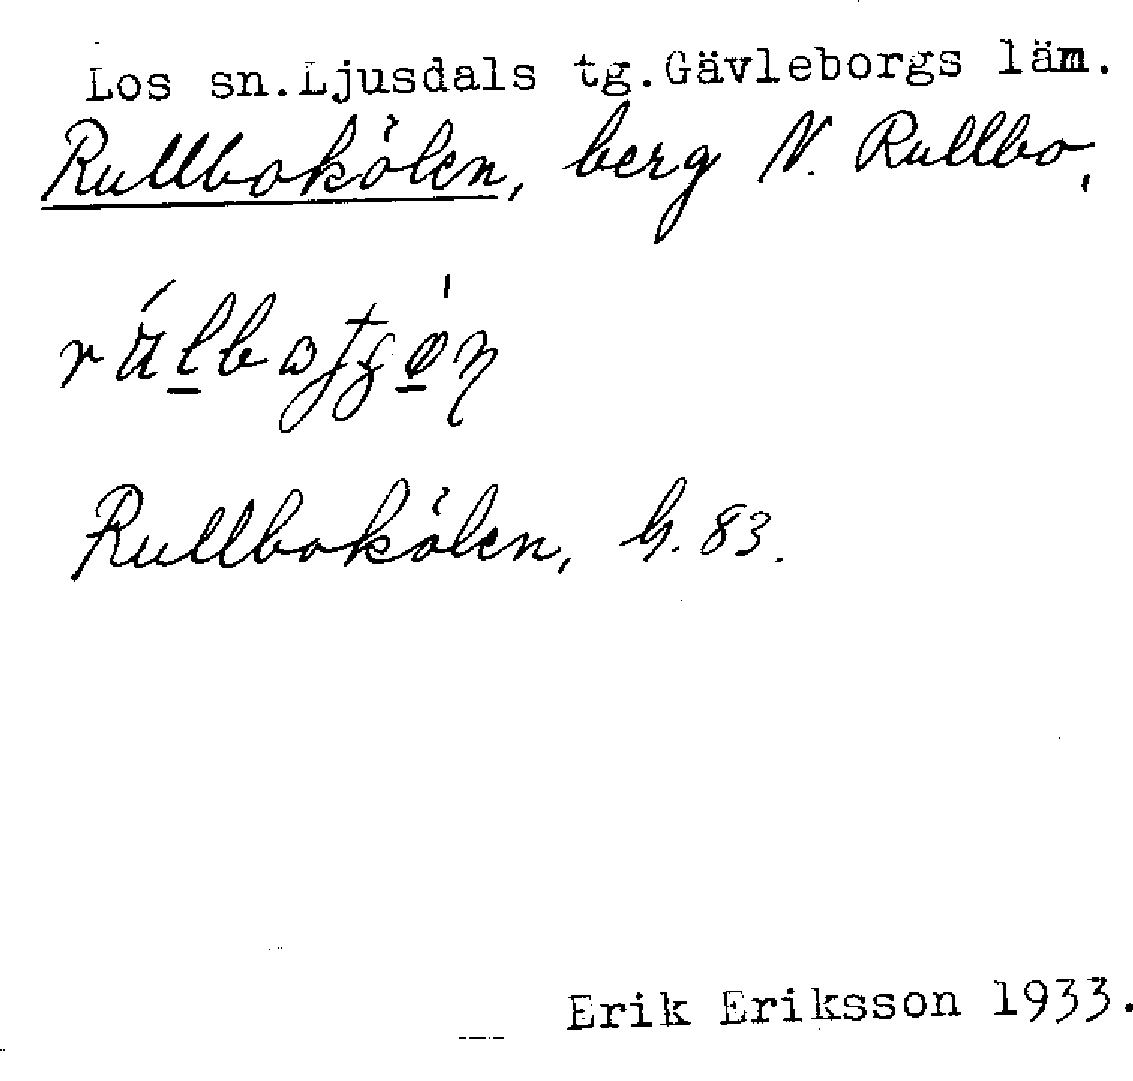 Los sn. Ljusdals tg. Gävleborgs läm.
Rullbokölen, berg N. Rullbo,
Rullbokölen, G. 83.
Erik Eriksson 1933.